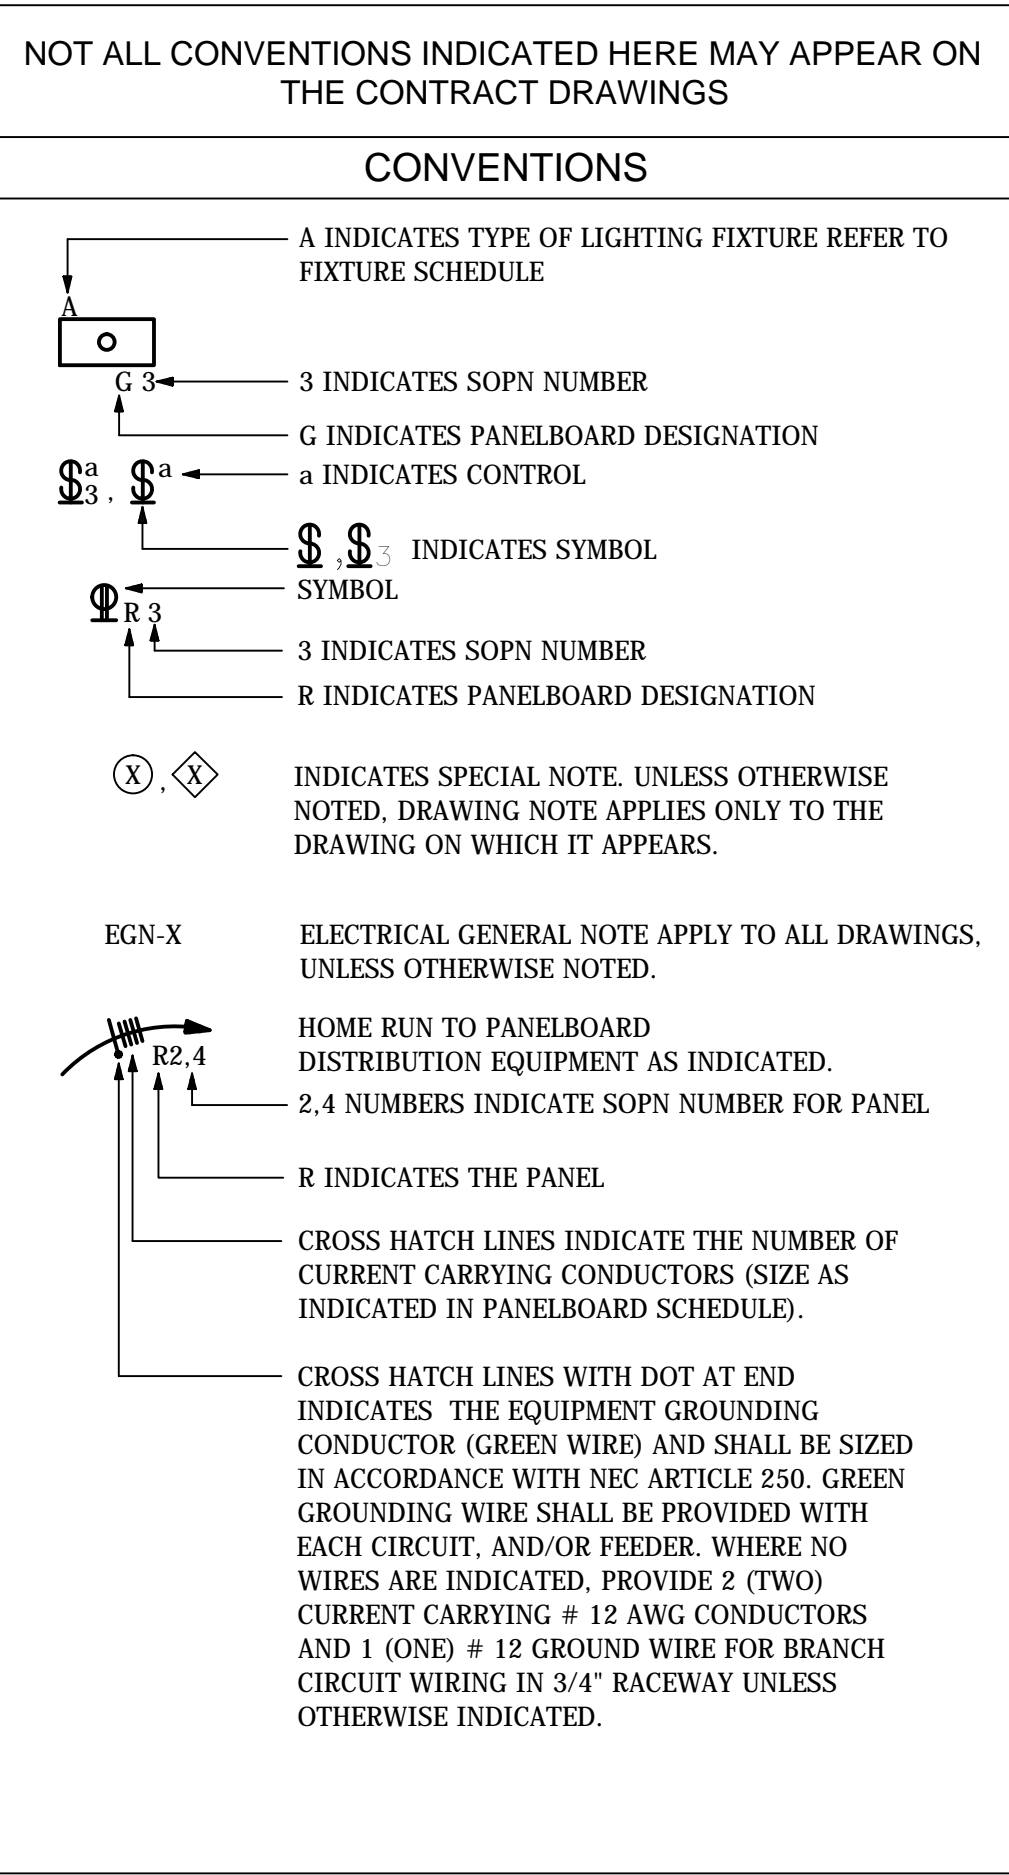 NOT ALL CONVENTIONS INDICATED HERE MAY APPEAR ON
THE CONTRACT DRAWINGS
CONVENTIONS
A INDICATES TYPE OF LIGHTING FIXTURE REFER TO
FIXTURE SCHEDULE
A
G 3
3 INDICATES SOPN NUMBER
G INDICATES PANELBOARD DESIGNATION
$ a 3 , $ a
a INDICATES CONTROL
$ , $ 3 INDICATES SYMBOL
SYMBOL
R 3
3 INDICATES SOPN NUMBER
R INDICATES PANELBOARD DESIGNATION
X , X
INDICATES SPECIAL NOTE. UNLESS OTHERWISE
NOTED, DRAWING NOTE APPLIES ONLY TO THE
DRAWING ON WHICH IT APPEARS.
EGN-X
ELECTRICAL GENERAL NOTE APPLY TO ALL DRAWINGS,
UNLESS OTHERWISE NOTED.
HOME RUN TO PANELBOARD
DISTRIBUTION EQUIPMENT AS INDICATED.
R2,4
2,4 NUMBERS INDICATE SOPN NUMBER FOR PANEL
R INDICATES THE PANEL
CROSS HATCH LINES INDICATE THE NUMBER OF
CURRENT CARRYING CONDUCTORS (SIZE AS
INDICATED IN PANELBOARD SCHEDULE).
CROSS HATCH LINES WITH DOT AT END
INDICATES THE EQUIPMENT GROUNDING
CONDUCTOR (GREEN WIRE) AND SHALL BE SIZED
IN ACCORDANCE WITH NEC ARTICLE 250. GREEN
GROUNDING WIRE SHALL BE PROVIDED WITH
EACH CIRCUIT, AND/OR FEEDER. WHERE NO
WIRES ARE INDICATED, PROVIDE 2 (TWO)
CURRENT CARRYING # 12 AWG CONDUCTORS
AND 1 (ONE) # 12 GROUND WIRE FOR BRANCH
CIRCUIT WIRING IN 3/4" RACEWAY UNLESS
OTHERWISE INDICATED.